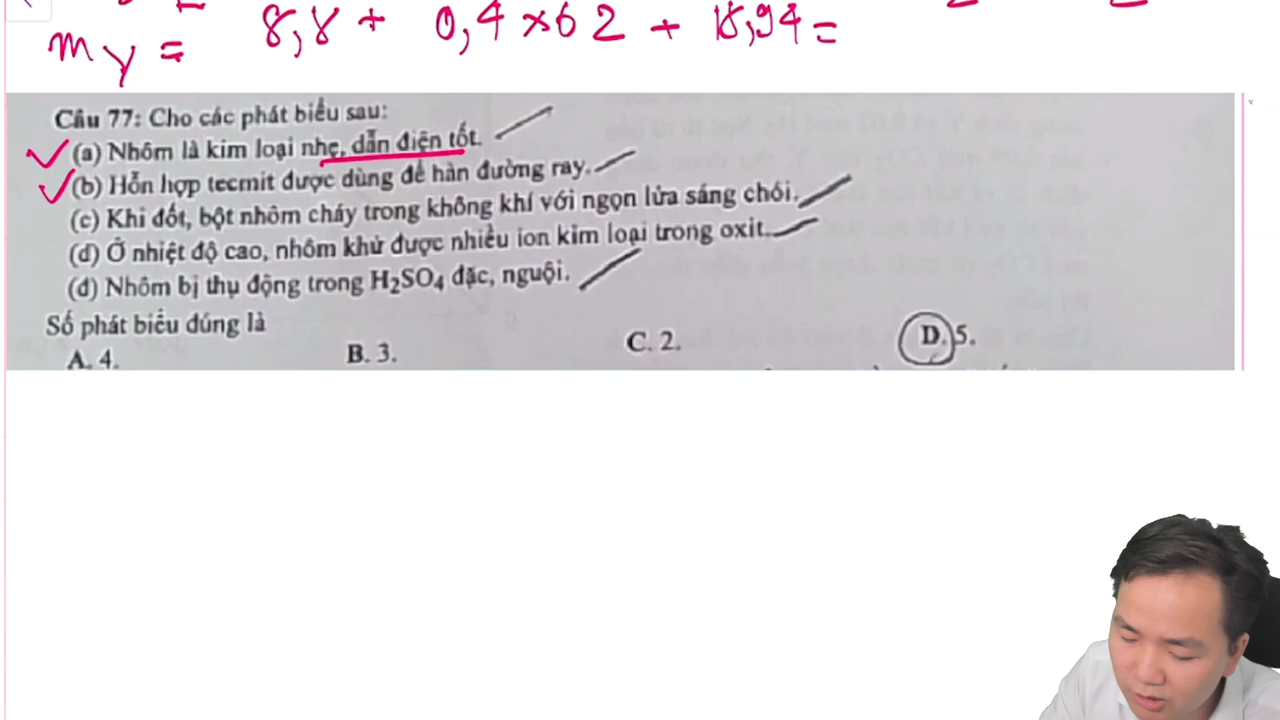 m_Y = 8,8 + 0,4 × 62 + 18,94 =
Câu 77: Cho các phát biểu sau:
(a) Nhôm là kim loại nhẹ, dẫn điện tốt.
(b) Hỗn hợp tecmit được dùng để hàn đường ray.
(c) Khi đốt, bột nhôm cháy trong không khí với ngọn lửa sáng chói.
(d) Ở nhiệt độ cao, nhôm khử được nhiều ion kim loại trong oxit.
(đ) Nhôm bị thụ động trong H₂SO₄ đặc, nguội.
Số phát biểu đúng là
A. 4. B. 3. C. 2. D. 5.